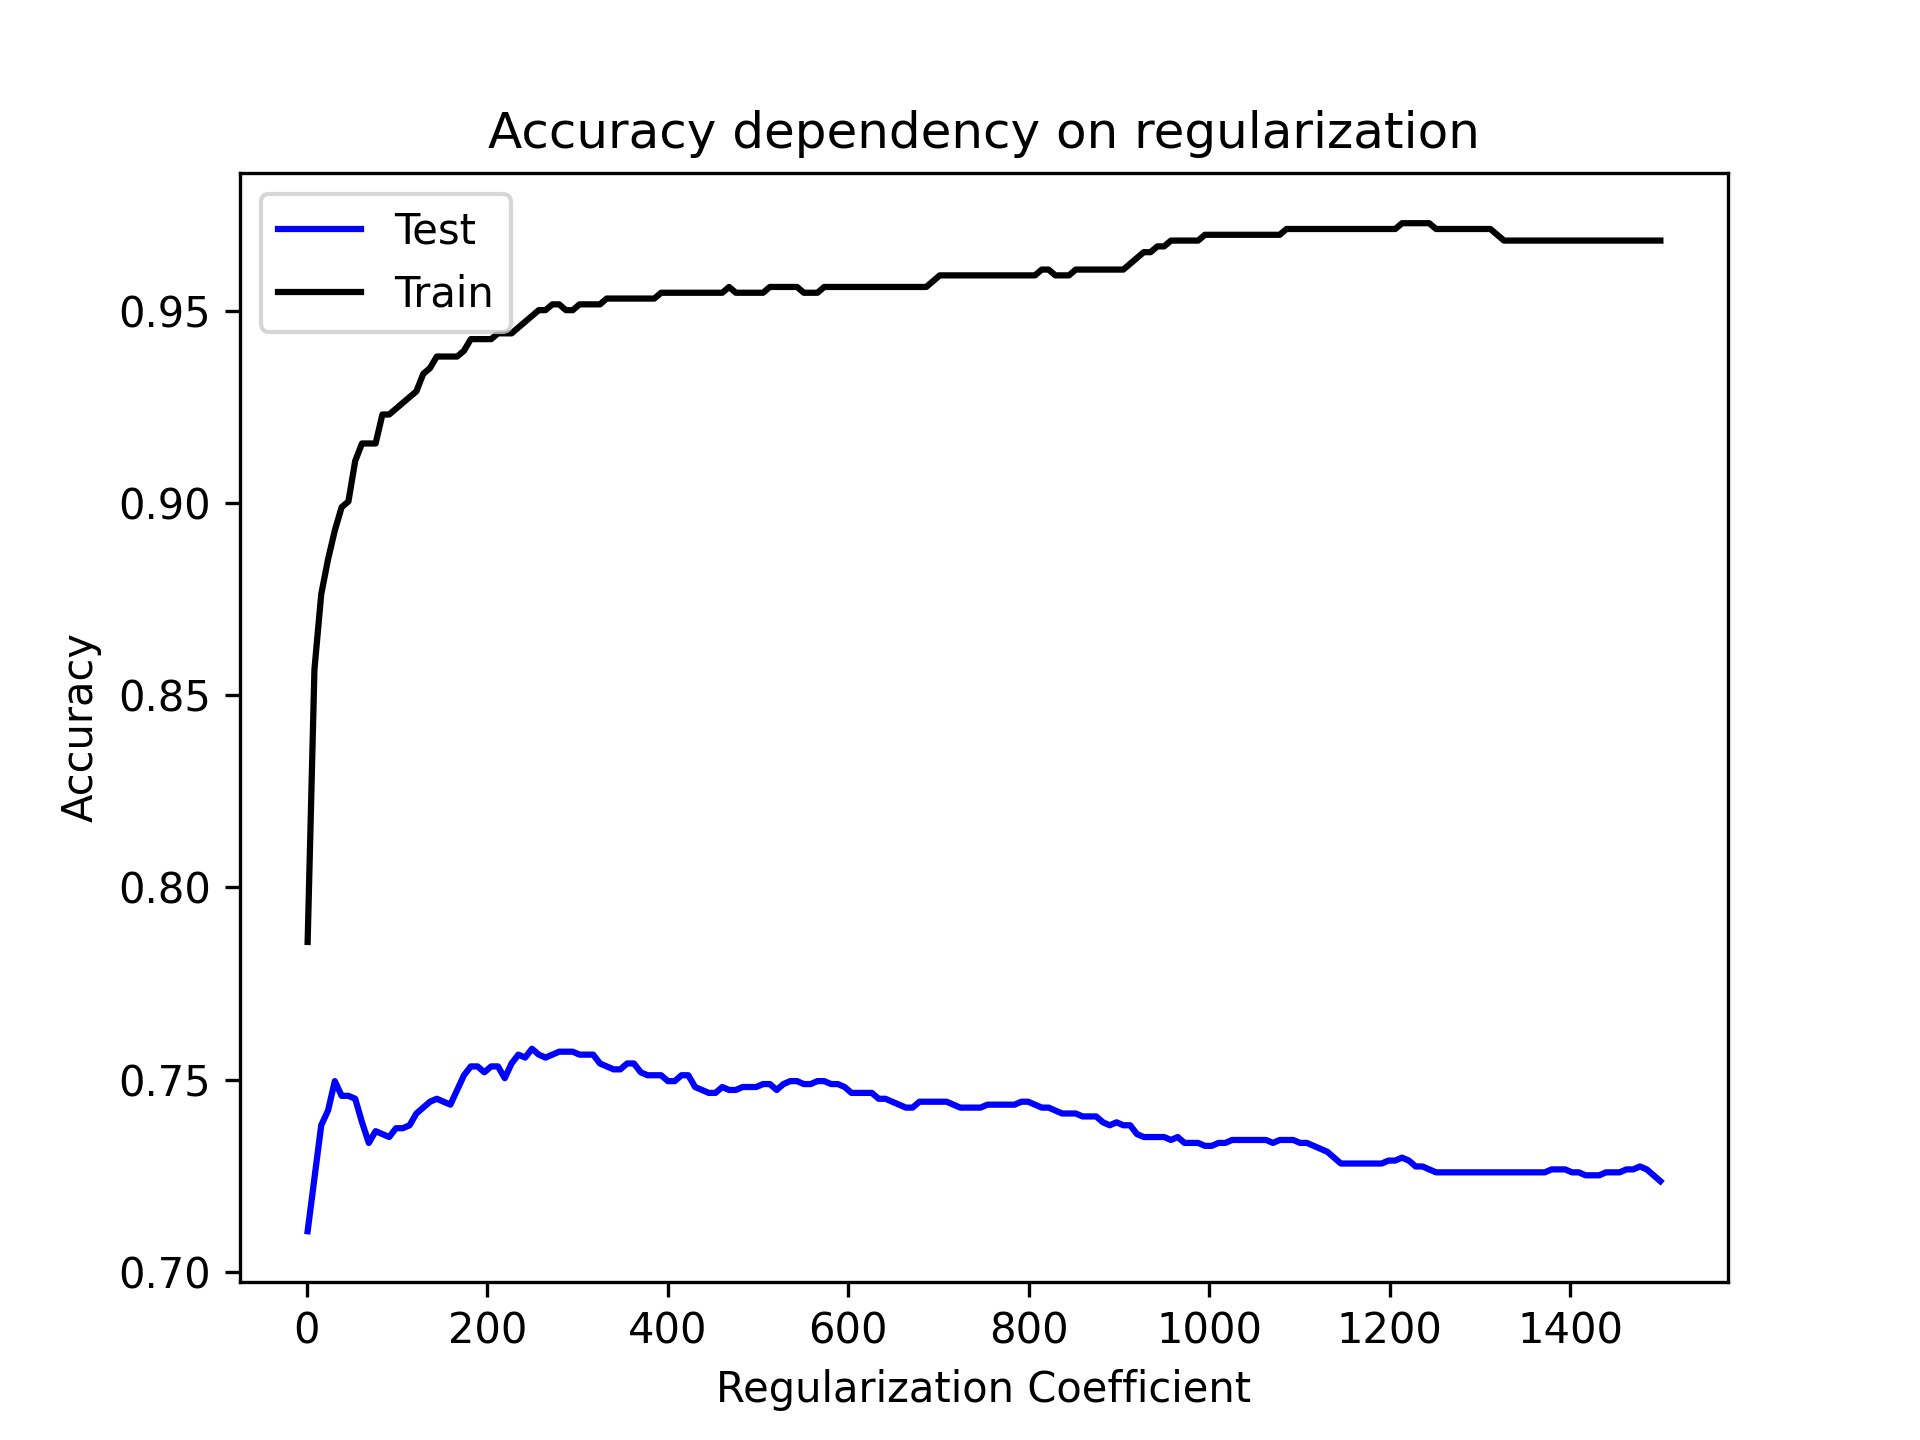 Accuracy dependency on regularization
Test
Train
Accuracy
0.95
0.90
0.85
0.80
0.75
0.70
0 200 400 600 800 1000 1200 1400
Regularization Coefficient